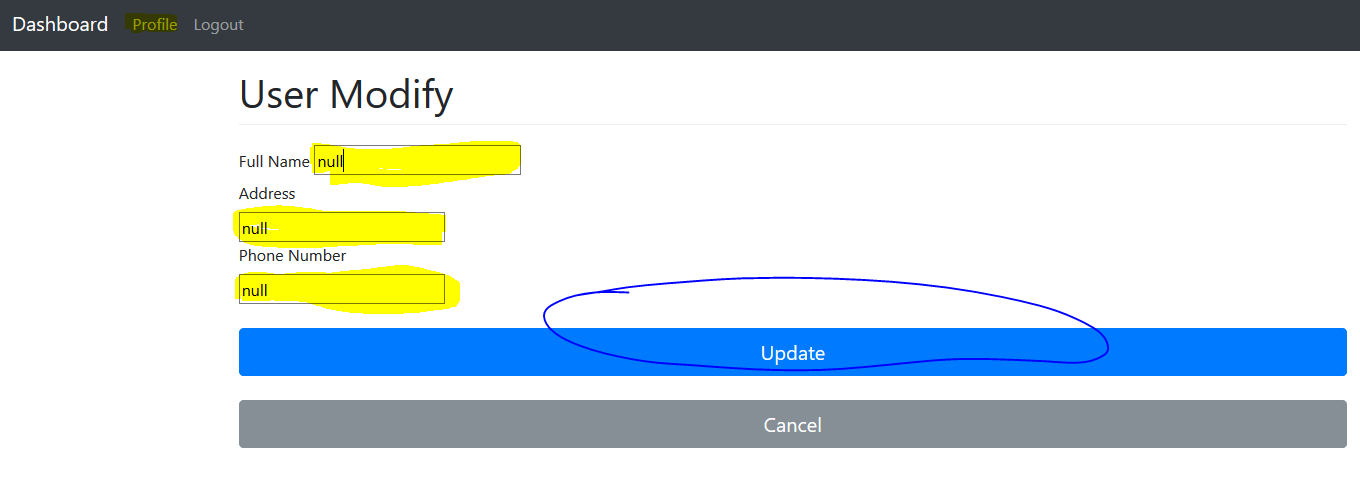 Dashboard Profile Logout
User Modify
Full Name null
Address
null
Phone Number
null
Update
Cancel